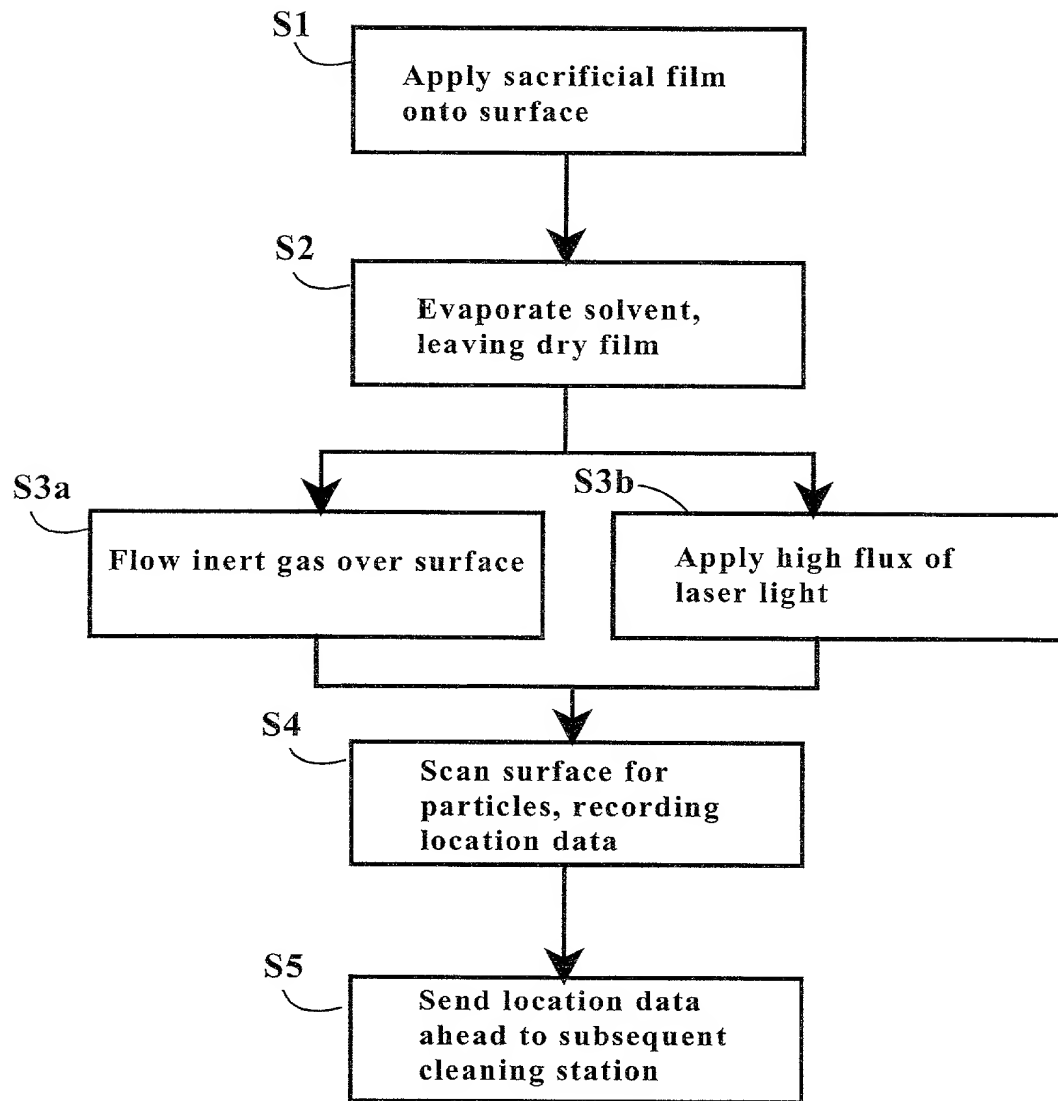 S1
Apply sacrificial film
onto surface
S2
Evaporate solvent,
leaving dry film
S3a
Flow inert gas over surface
S3b
Apply high flux of
laser light
S4
Scan surface for
particles, recording
location data
S5
Send location data
ahead to subsequent
cleaning station